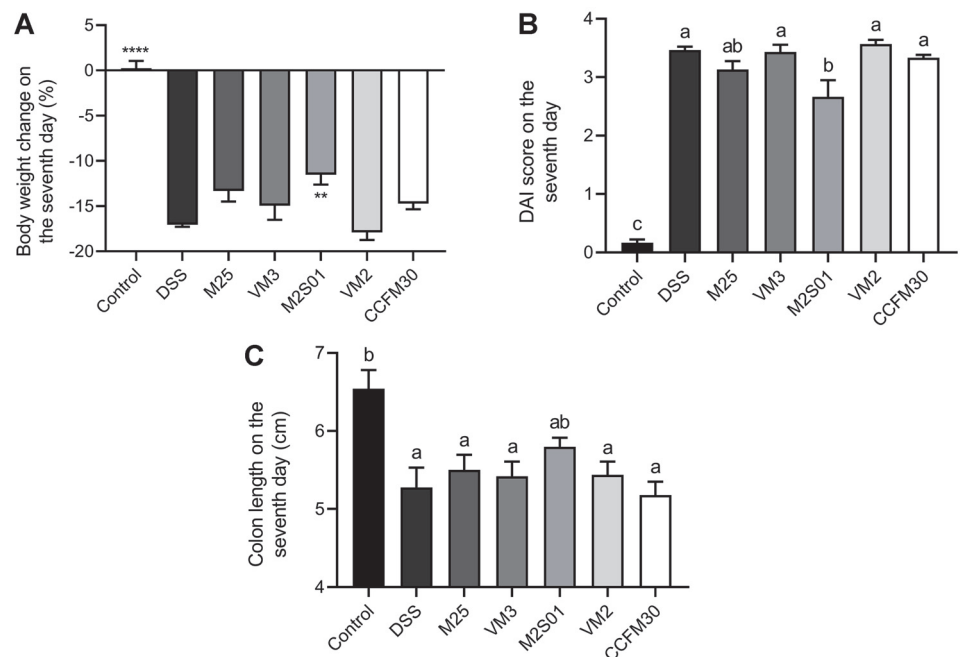 A
Body weight change on
the seventh day (%)
5
0
-5
-10
-15
-20
****
**
Control
DSS
M25
VM3
M2S01
VM2
CCFM30
B
DAI score on the
seventh day
4
3
2
1
0
c
a
ab
a
b
a
a
Control
DSS
M25
VM3
M2S01
VM2
CCFM30
C
Colon length on the
seventh day (cm)
7
6
5
4
b
a
a
a
ab
a
a
Control
DSS
M25
VM3
M2S01
VM2
CCFM30